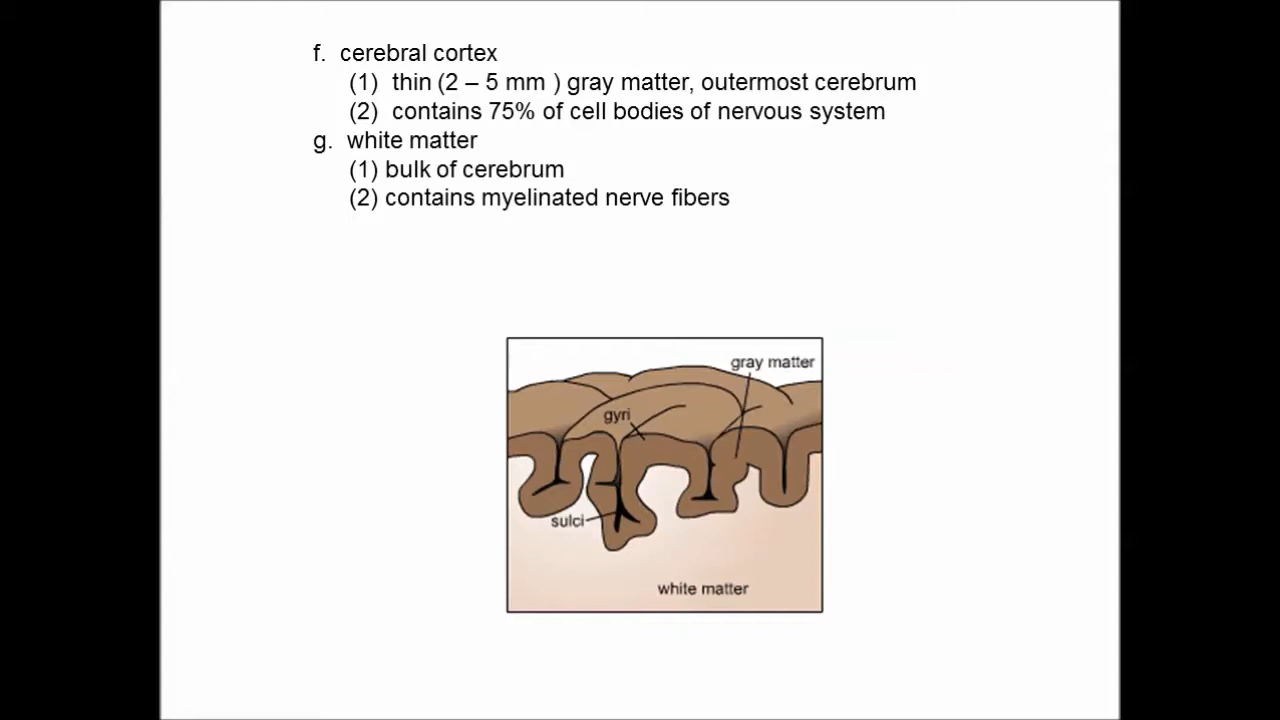 f. cerebral cortex
(1) thin (2 – 5 mm ) gray matter, outermost cerebrum
(2) contains 75% of cell bodies of nervous system
g. white matter
(1) bulk of cerebrum
(2) contains myelinated nerve fibers
gray matter
gyri
sulci
white matter